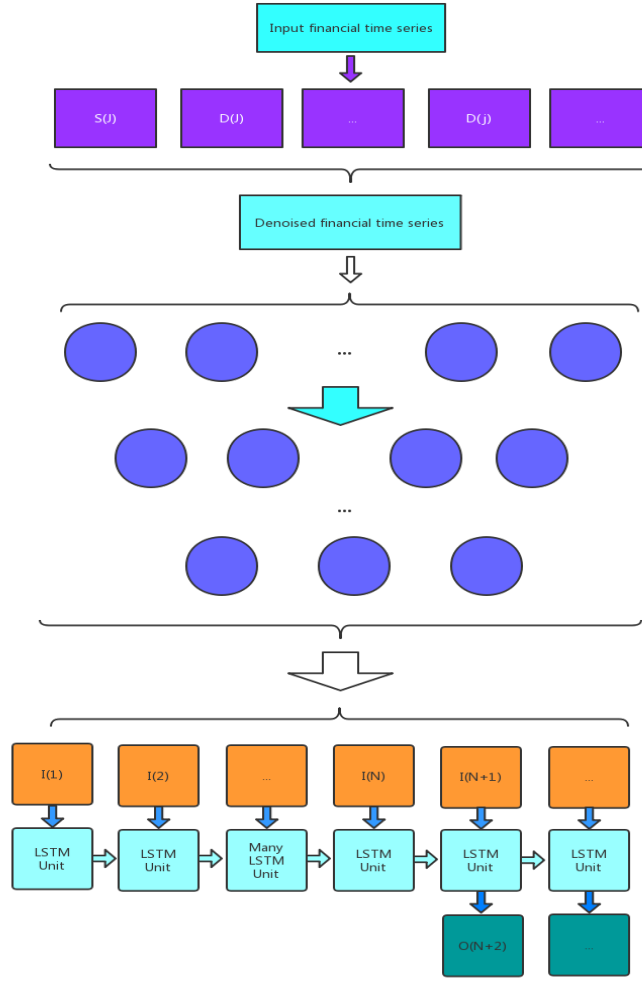 Input financial time series
S(J)
D(J)
...
D(j)
...
Denoised financial time series
...
...
I(1)
I(2)
...
I(N)
I(N+1)
...
LSTM
Unit
LSTM
Unit
Many
LSTM
Unit
LSTM
Unit
LSTM
Unit
LSTM
Unit
O(N+2)
...